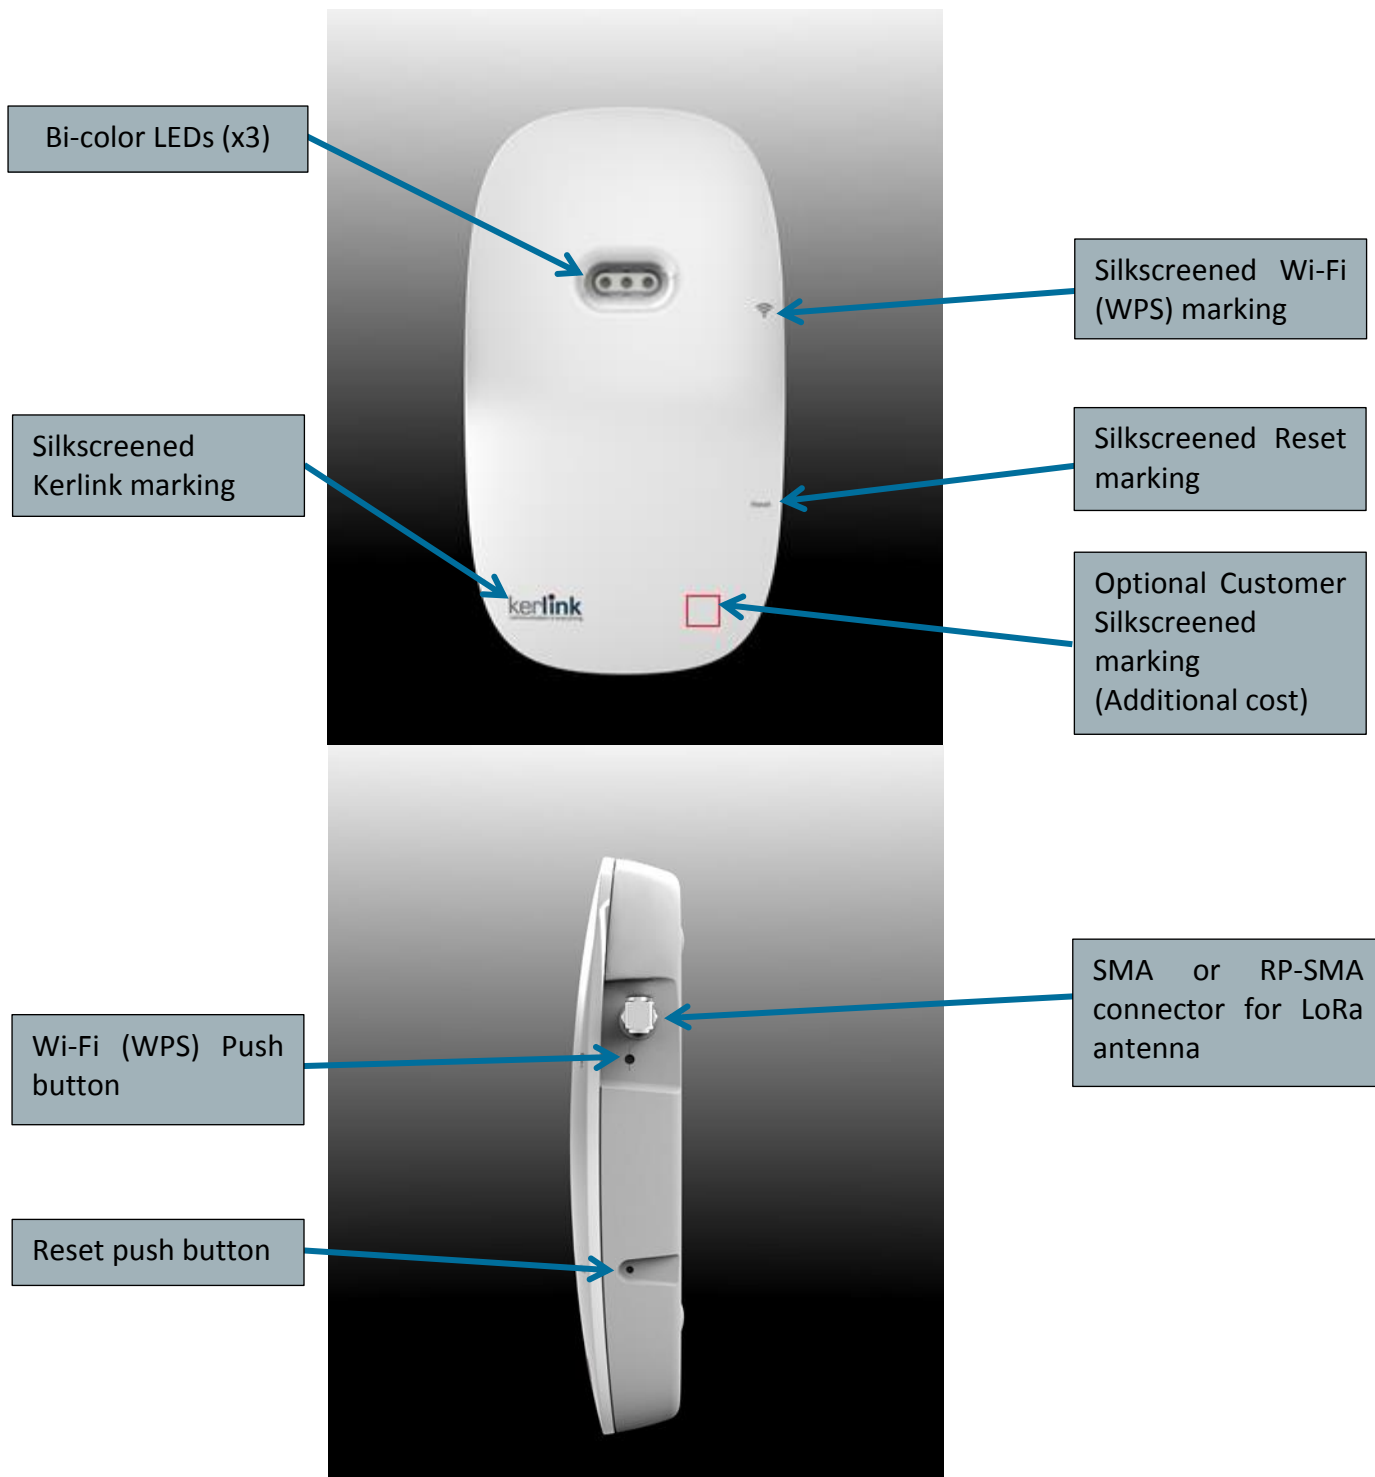 Bi-color LEDs (x3)
Silkscreened Wi-Fi
(WPS) marking
Silkscreened
Kerlink marking
Silkscreened Reset
marking
Reset
Optional Customer
Silkscreened
marking
(Additional cost)
kerlink
SMA or RP-SMA
connector for LoRa
antenna
Wi-Fi (WPS) Push
button
Reset push button